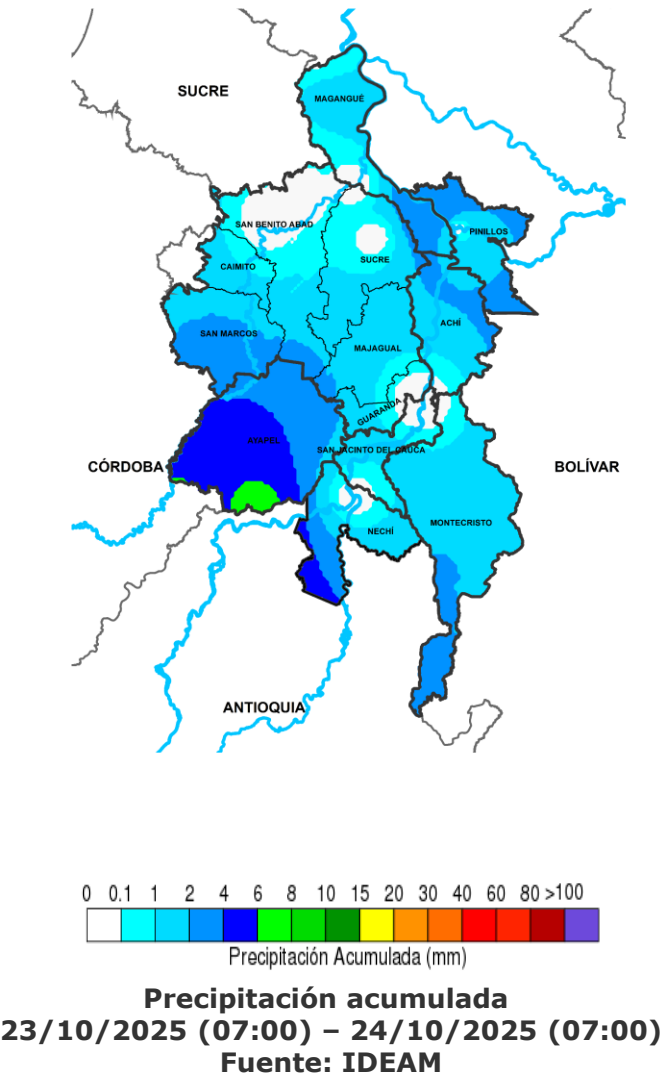 SUCRE
MAGANGUÉ
SAN BENITO ABAD
PINILLOS
SUCRE
CAIMITO
ACHÍ
SAN MARCOS
MAJAGUAL
GUARANDA
AYAPEL
SAN JACINTO DEL CAUCA
CÓRDOBA
BOLÍVAR
MONTECRISTO
NECHÍ
ANTIOQUIA
0 0.1 1 2 4 6 8 10 15 20 30 40 60 80 >100
Precipitación Acumulada (mm)
Precipitación acumulada
23/10/2025 (07:00) – 24/10/2025 (07:00)
Fuente: IDEAM